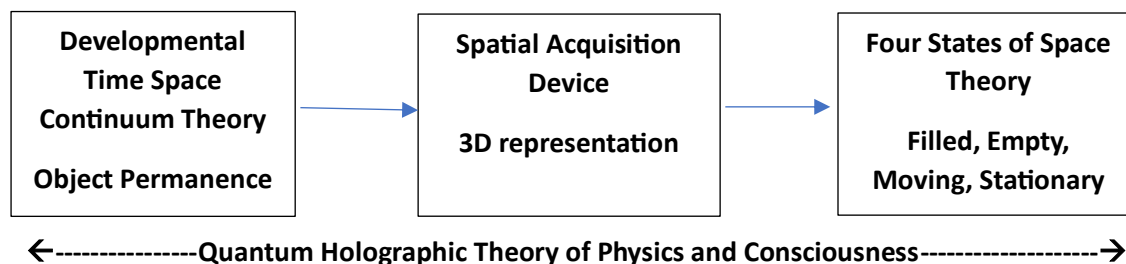 Developmental
Time Space
Continuum Theory
Object Permanence
Spatial Acquisition
Device
3D representation
Four States of Space
Theory
Filled, Empty,
Moving, Stationary
←----------------Quantum Holographic Theory of Physics and Consciousness--------------------→